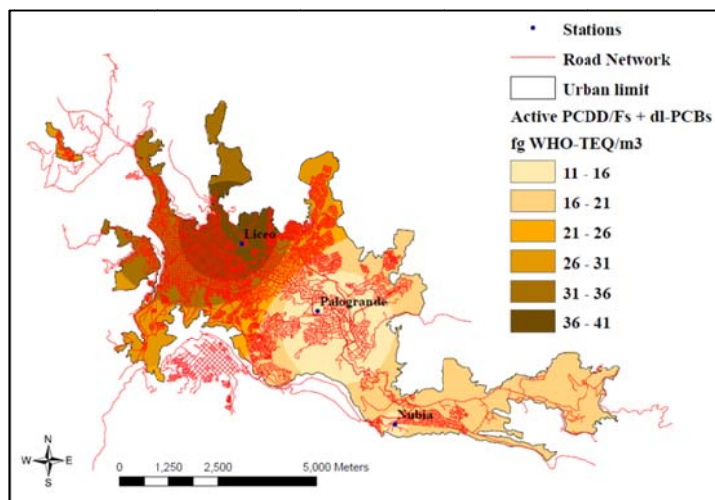 Stations
Road Network
Urban limit
Active PCDD/Fs + dl-PCBs
fg WHO-TEQ/m3
11 - 16
16 - 21
21 - 26
26 - 31
31 - 36
36 - 41
Liceo
Palogrande
Nubia
N
W E
S
0 1,250 2,500 5,000 Meters